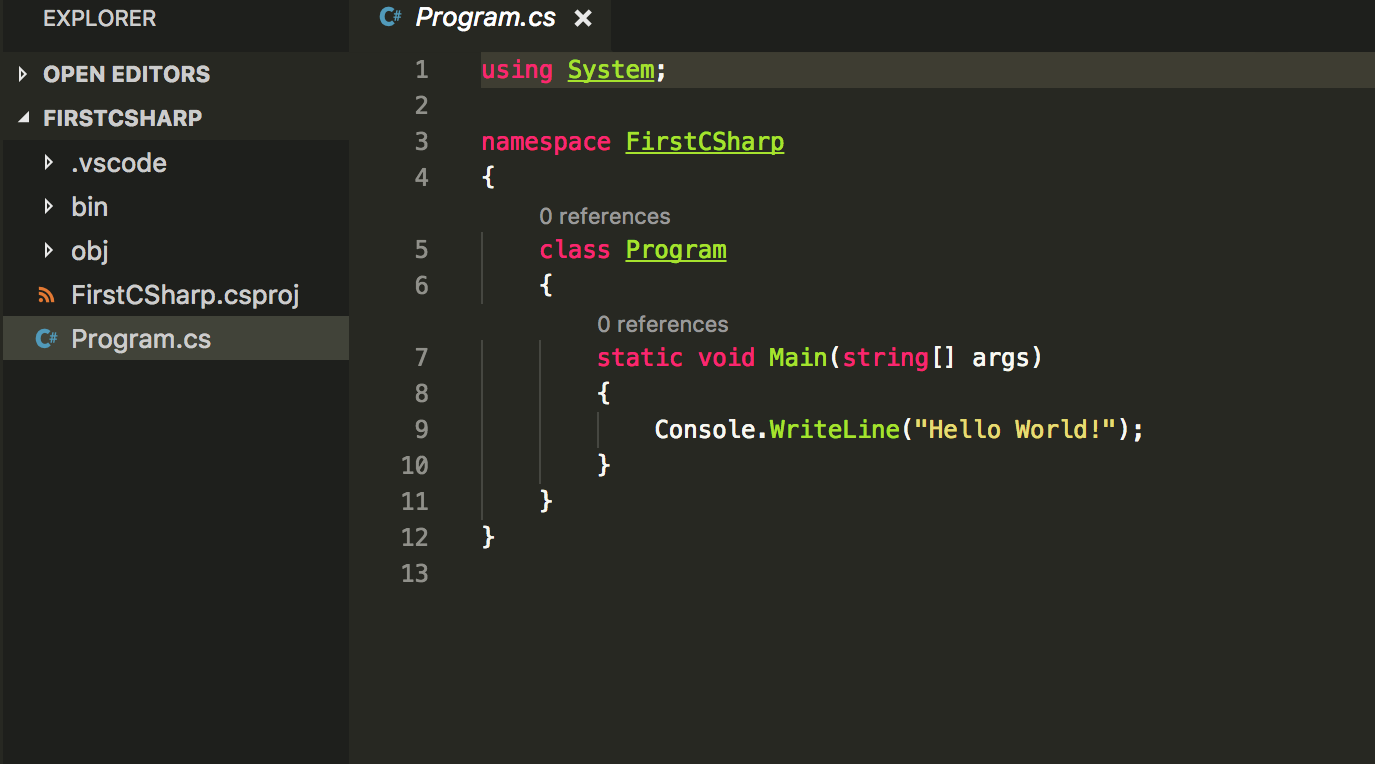 EXPLORER
OPEN EDITORS
FIRSTCSHARP
.vscode
bin
obj
FirstCSharp.csproj
C# Program.cs
C# Program.cs ×
1 using System;
2
3 namespace FirstCSharp
4 {
0 references
5 class Program
6 {
0 references
7 static void Main(string[] args)
8 {
9 Console.WriteLine("Hello World!");
10 }
11 }
12 }
13